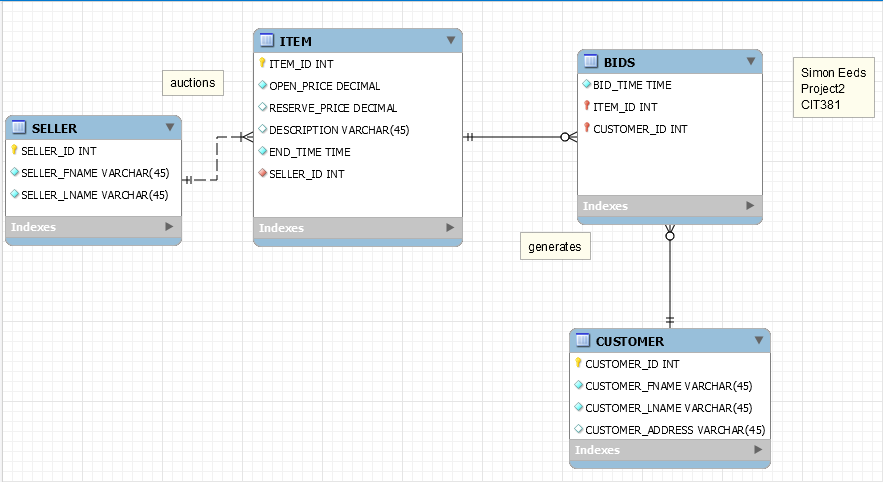 auctions
SELLER
SELLER_ID INT
SELLER_FNAME VARCHAR(45)
SELLER_LNAME VARCHAR(45)
Indexes
ITEM
ITEM_ID INT
OPEN_PRICE DECIMAL
RESERVE_PRICE DECIMAL
DESCRIPTION VARCHAR(45)
END_TIME TIME
SELLER_ID INT
Indexes
BIDS
BID_TIME TIME
ITEM_ID INT
CUSTOMER_ID INT
Indexes
Simon Eeds
Project2
CIT381
generates
CUSTOMER
CUSTOMER_ID INT
CUSTOMER_FNAME VARCHAR(45)
CUSTOMER_LNAME VARCHAR(45)
CUSTOMER_ADDRESS VARCHAR(45)
Indexes